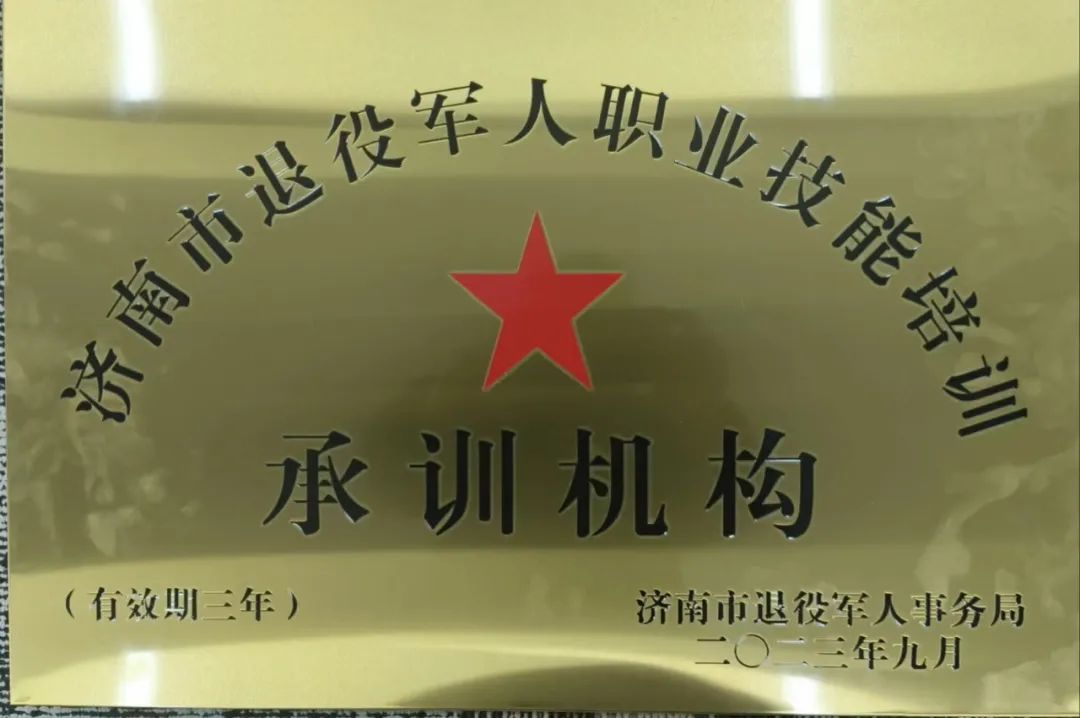 济南市退役军人职业技能培训
承训机构
（有效期三年）
济南市退役军人事务局
二〇二三年九月